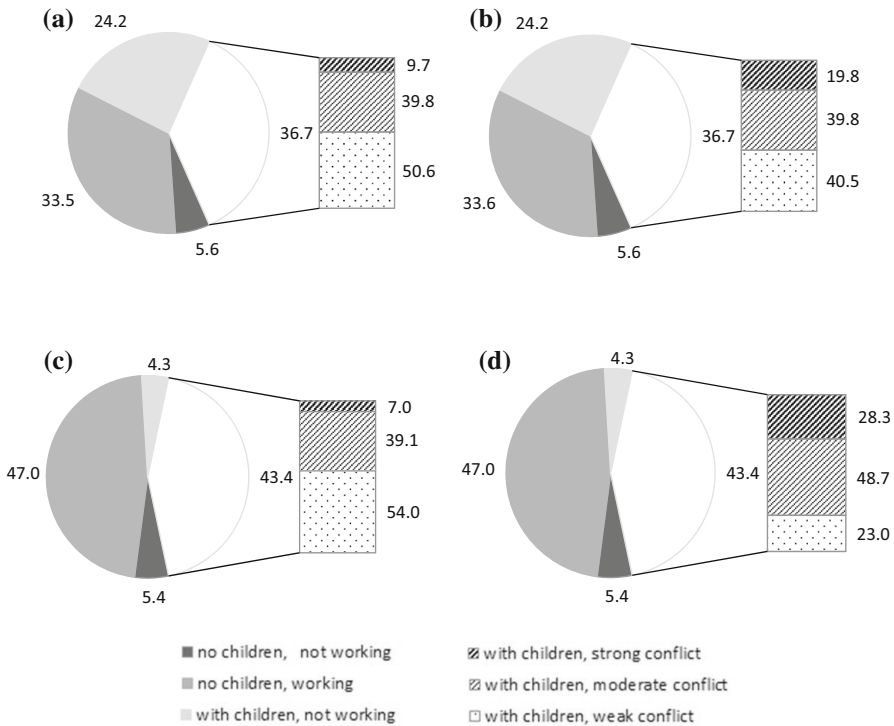 (a)
24.2
9.7
39.8
36.7
50.6
33.5
5.6
(b)
24.2
19.8
39.8
36.7
40.5
33.6
5.6
(c)
4.3
7.0
39.1
47.0
43.4
54.0
5.4
(d)
4.3
28.3
48.7
47.0
43.4
23.0
5.4
no children, not working
no children, working
with children, not working
with children, strong conflict
with children, moderate conflict
with children, weak conflict